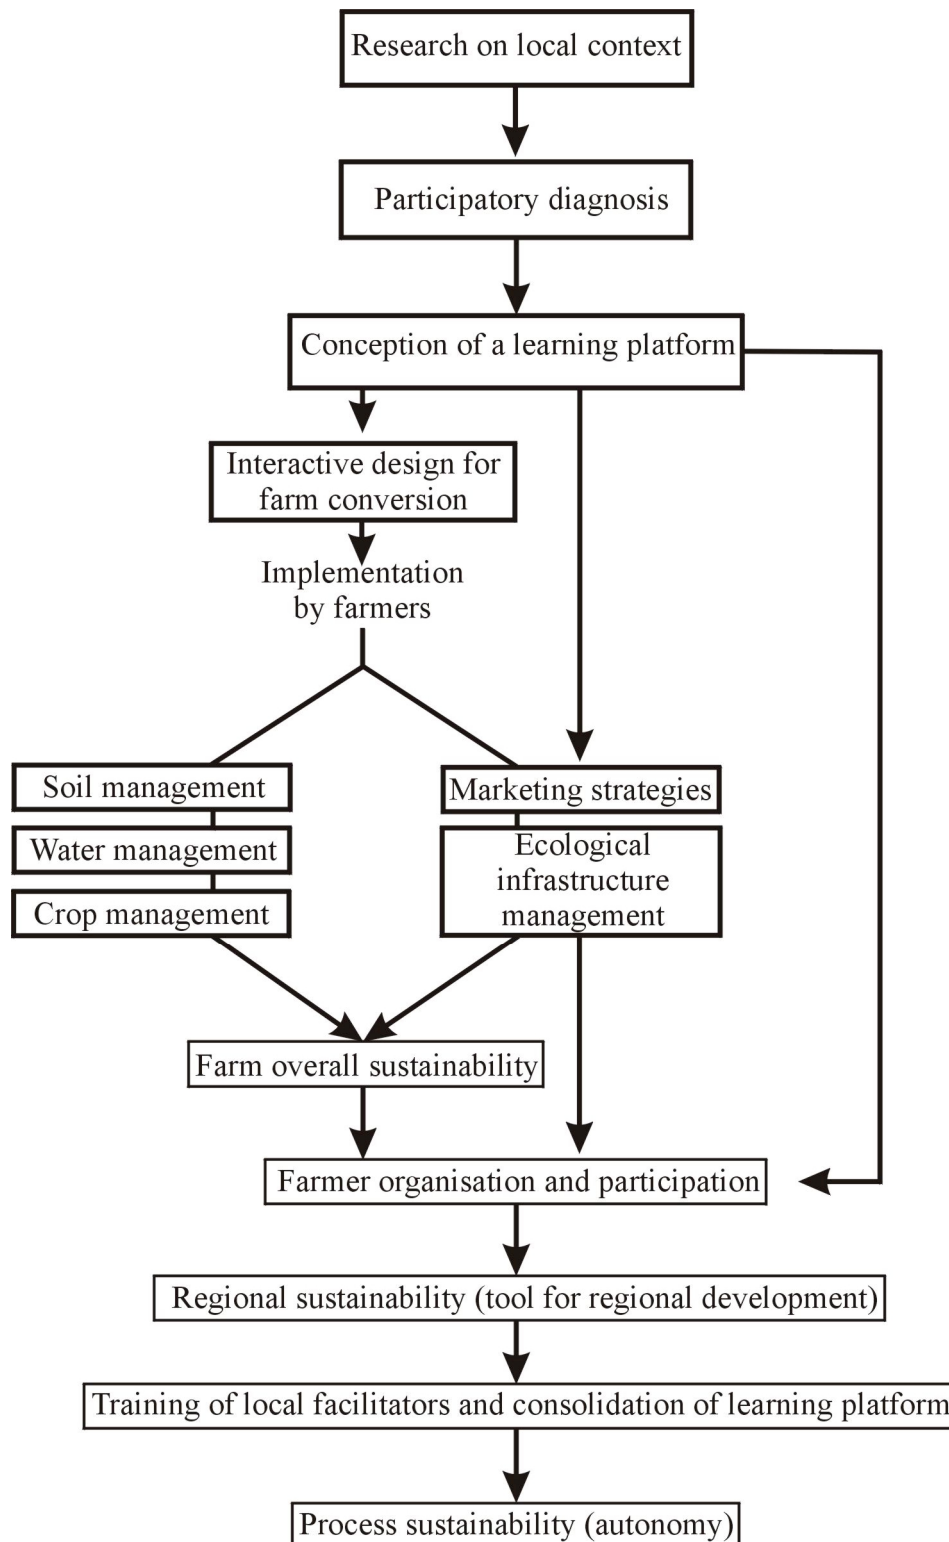 Research on local context
Participatory diagnosis
Conception of a learning platform
Interactive design for
farm conversion
Implementation
by farmers
Soil management
Water management
Crop management
Marketing strategies
Ecological
infrastructure
management
Farm overall sustainability
Farmer organisation and participation
Regional sustainability (tool for regional development)
Training of local facilitators and consolidation of learning platform
Process sustainability (autonomy)